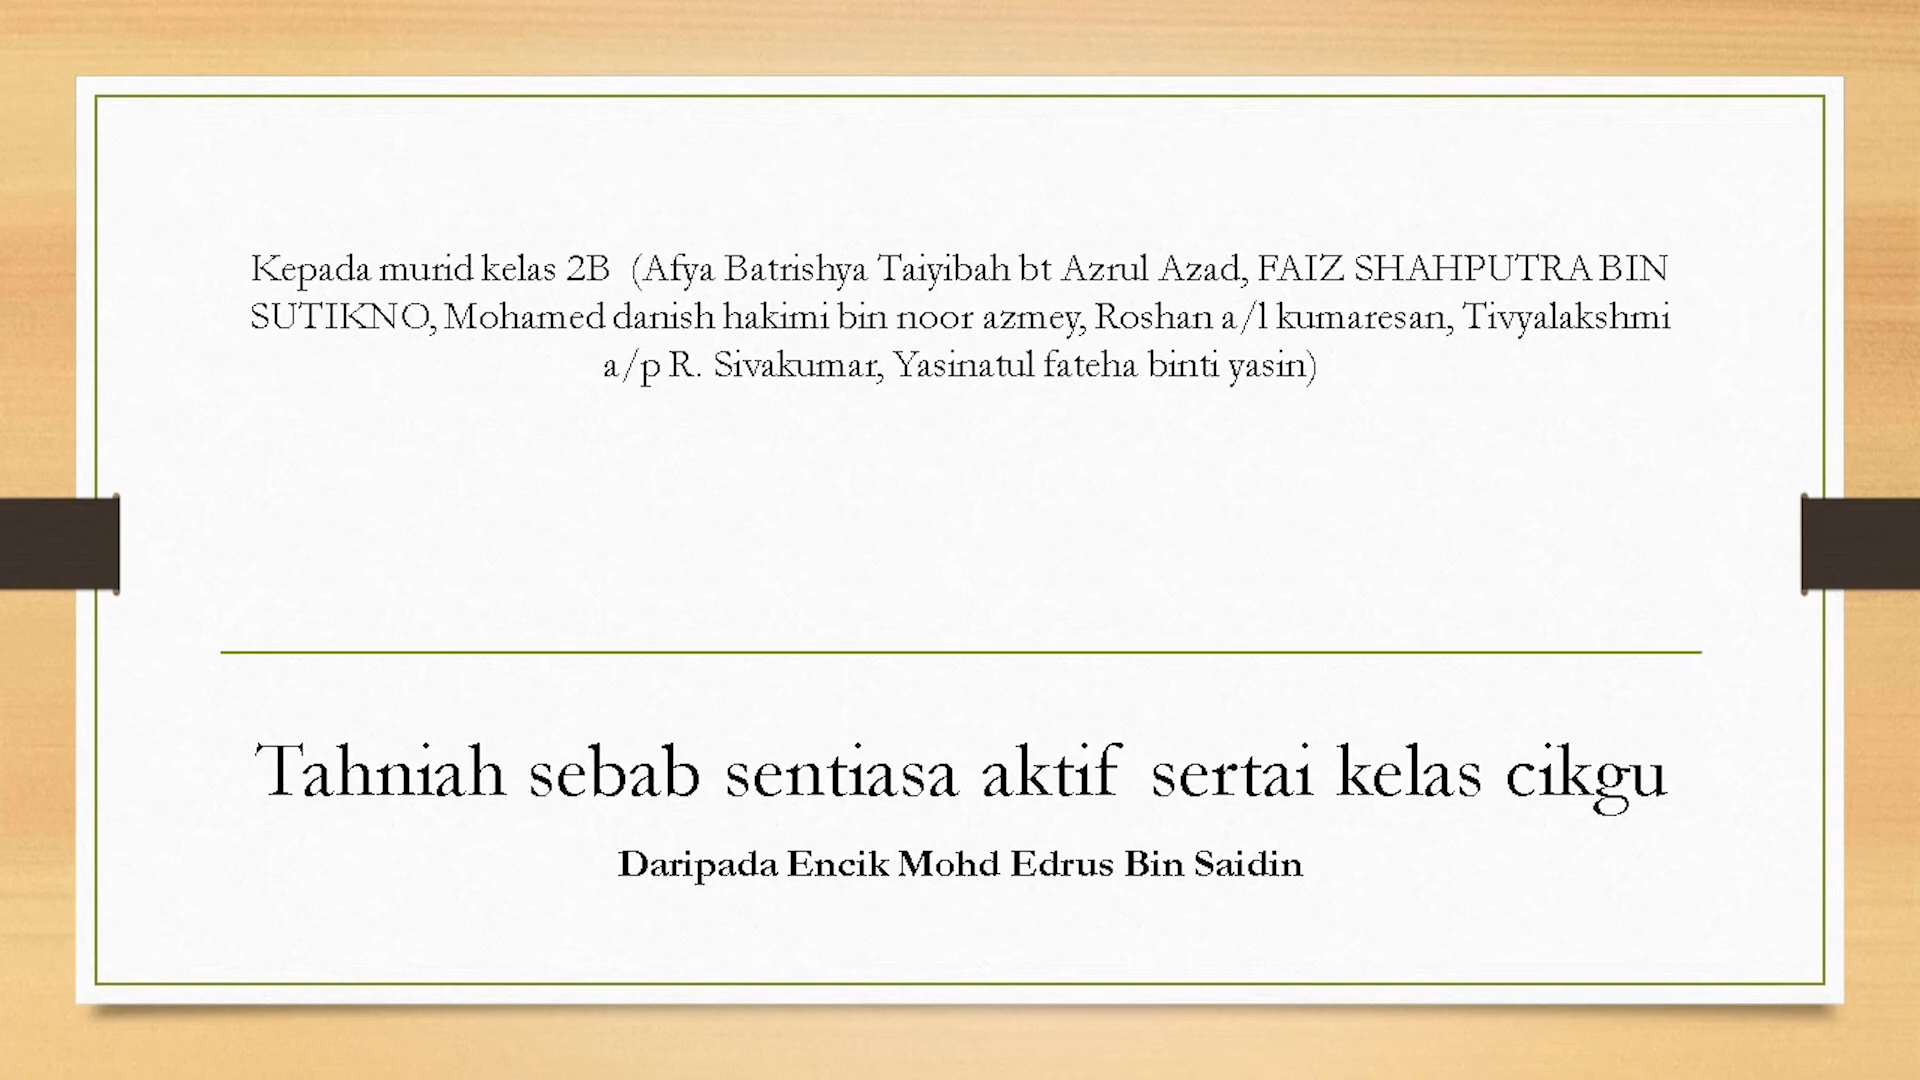 Kepada murid kelas 2B (Afya Batrishya Taiyibah bt Azrul Azad, FAIZ SHAHPUTRA BIN
SUTIKNO, Mohamed danish hakimi bin noor azmey, Roshan a/l kumaresan, Tivyalakshmi
a/p R. Sivakumar, Yasinatul fateha binti yasin)
Tahniah sebab sentiasa aktif sertai kelas cikgu
Daripada Encik Mohd Edrus Bin Saidin